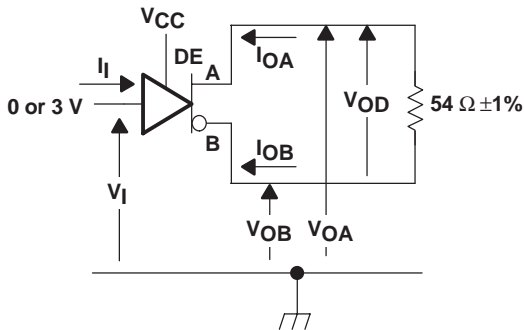 VCC
DE
II
A
IOA
0 or 3 V
VOD
54 Ω ±1%
B
IOB
VI
VOB
VOA